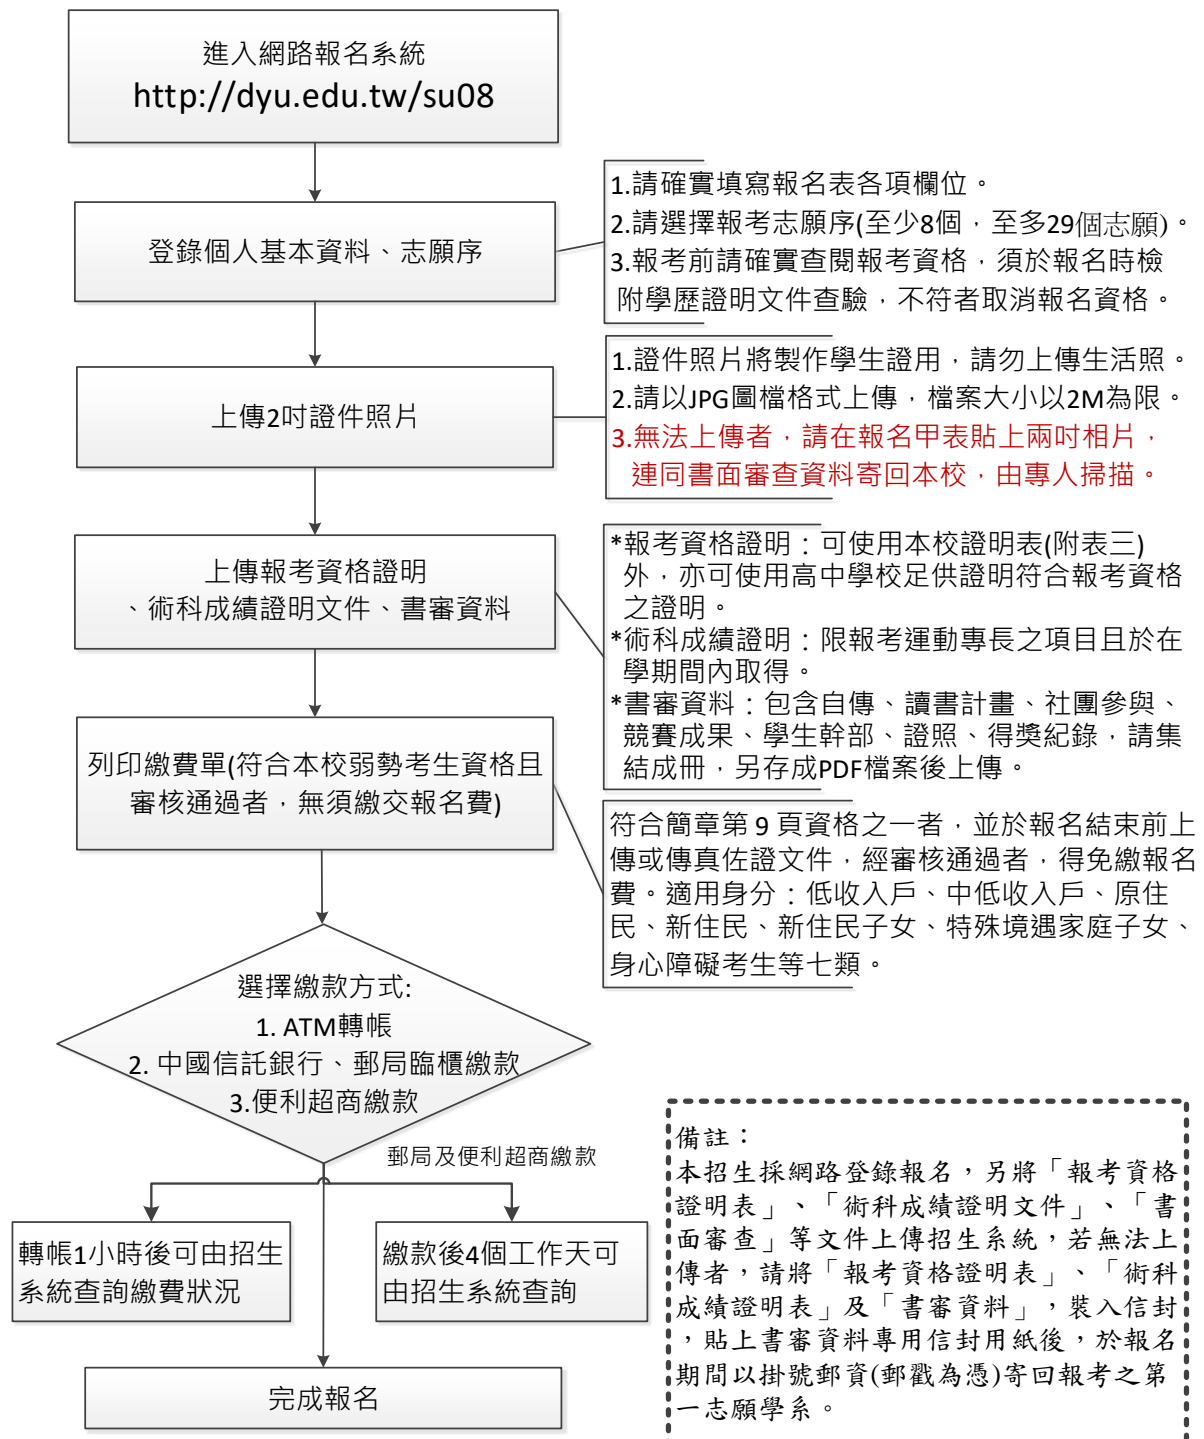 進入網路報名系統
http://dyu.edu.tw/su08
登錄個人基本資料、志願序
1.請確實填寫報名表各項欄位。
2.請選擇報考志願序(至少8個，至多29個志願)。
3.報考前請確實查閱報考資格，須於報名時檢
附學歷證明文件查驗，不符者取消報名資格。
上傳2吋證件照片
1.證件照片將製作學生證用，請勿上傳生活照。
2.請以JPG圖檔格式上傳，檔案大小以2M為限。
3.無法上傳者，請在報名甲表貼上兩吋相片，
連同書面審查資料寄回本校，由專人掃描。
上傳報考資格證明
、術科成績證明文件、書審資料
*報考資格證明：可使用本校證明表(附表三)
外，亦可使用高中學校足供證明符合報考資格
之證明。
*術科成績證明：限報考運動專長之項目且於在
學期間內取得。
*書審資料：包含自傳、讀書計畫、社團參與、
競賽成果、學生幹部、證照、得獎紀錄，請集
結成冊，另存成PDF檔案後上傳。
列印繳費單(符合本校弱勢考生資格且
審核通過者，無須繳交報名費)
符合簡章第 9 頁資格之一者，並於報名結束前上
傳或傳真佐證文件，經審核通過者，得免繳報名
費。適用身分：低收入戶、中低收入戶、原住
民、新住民、新住民子女、特殊境遇家庭子女、
身心障礙考生等七類。
選擇繳款方式:
1. ATM轉帳
2. 中國信託銀行、郵局臨櫃繳款
3.便利超商繳款
郵局及便利超商繳款
轉帳1小時後可由招生
系統查詢繳費狀況
繳款後4個工作天可
由招生系統查詢
完成報名
備註：
本招生採網路登錄報名，另將「報考資格
證明表」、「術科成績證明文件」、「書
面審查」等文件上傳招生系統，若無法上
傳者，請將「報考資格證明表」、「術科
成績證明表」及「書審資料」，裝入信封
，貼上書審資料專用信封用紙後，於報名
期間以掛號郵資(郵戳為憑)寄回報考之第
一志願學系。